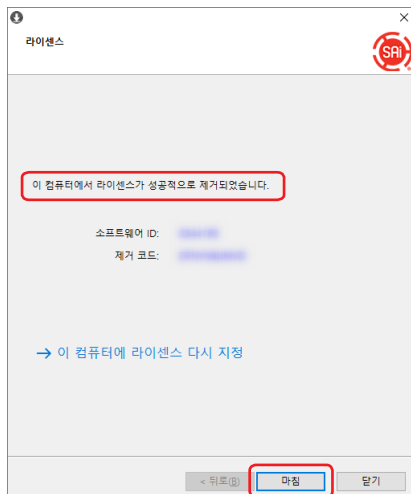 라이센스
SAi
이 컴퓨터에서 라이센스가 성공적으로 제거되었습니다.
소프트웨어 ID:
제거 코드:
→ 이 컴퓨터에 라이센스 다시 지정
< 뒤로(B) 마침 닫기